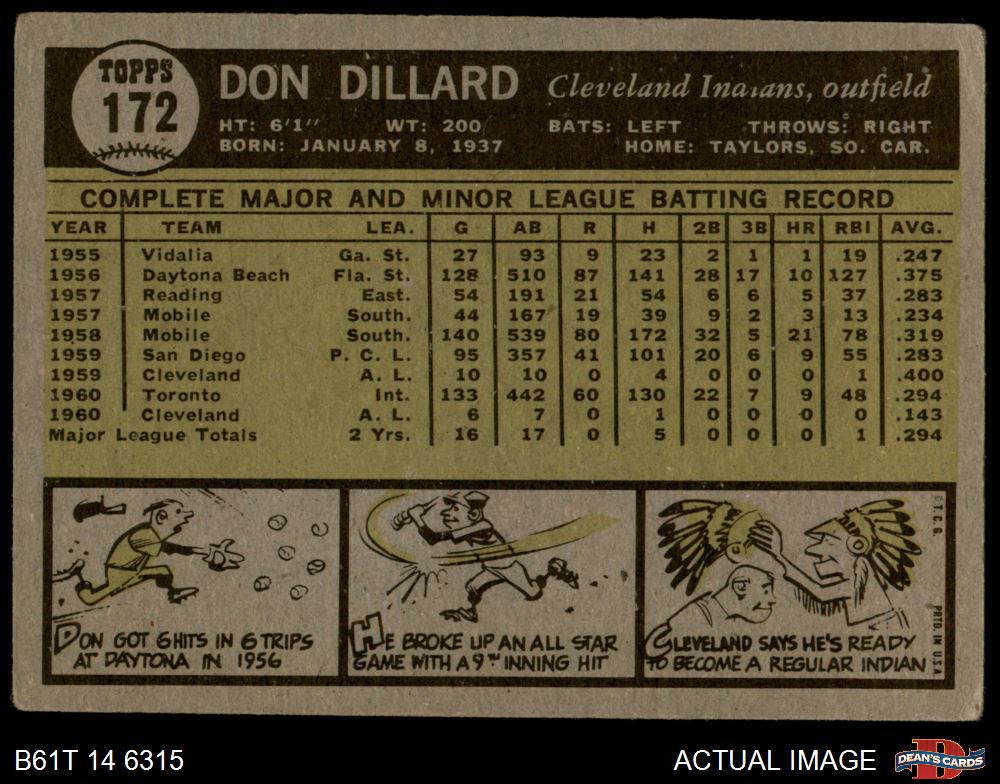 TOPPS
172
DON DILLARD
Cleveland Indians, outfield
HT: 6'1" WT: 200 BATS: LEFT THROWS: RIGHT
BORN: JANUARY 8, 1937 HOME: TAYLORS, SO. CAR.
COMPLETE MAJOR AND MINOR LEAGUE BATTING RECORD
YEAR TEAM LEA. G AB R H 2B 3B HR RBI AVG.
1955 Vidalia Ga. St. 27 93 9 23 2 1 1 19 .247
1956 Daytona Beach Fla. St. 128 510 87 141 28 17 10 127 .375
1957 Reading East. 54 191 21 54 6 6 5 37 .283
1957 Mobile South. 44 167 19 39 9 2 3 13 .234
1958 Mobile South. 140 539 80 172 32 5 21 78 .319
1959 San Diego P. C. L. 95 357 41 101 20 6 9 55 .283
1959 Cleveland A. L. 10 10 0 4 0 0 0 1 .400
1960 Toronto Int. 133 442 60 130 22 7 9 48 .294
1960 Cleveland A. L. 6 7 0 1 0 0 0 0 .143
Major League Totals 2 Yrs. 16 17 0 5 0 0 0 1 .294
DON GOT 6 HITS IN 6 TRIPS
AT DAYTONA IN 1956
HE BROKE UP AN ALL STAR
GAME WITH A 9TH INNING HIT
CLEVELAND SAYS HE'S READY
TO BECOME A REGULAR INDIAN
T. C. G.
PRTD. IN U.S.A.
B61T 14 6315
ACTUAL IMAGE
DEAN'S CARDS